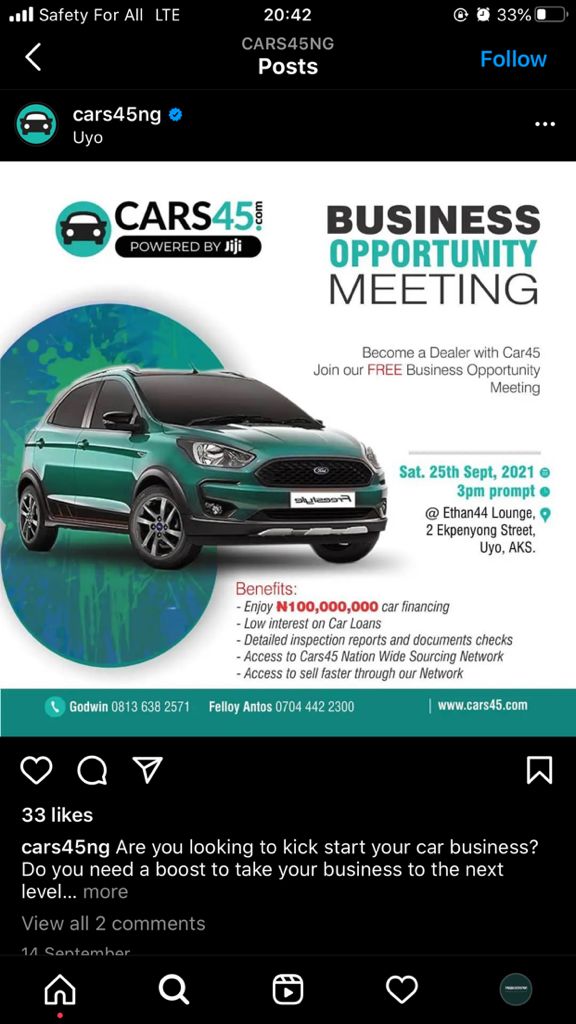 Safety For All LTE 20:42 33%
CARS45NG
Posts
Follow
cars45ng
Uyo
CARS45.com
POWERED BY Jiji
BUSINESS
OPPORTUNITY
MEETING
Become a Dealer with Car45
Join our FREE Business Opportunity
Meeting
Ford
Freestyle
Sat. 25th Sept, 2021
3pm prompt
@ Ethan44 Lounge,
2 Ekpenyong Street,
Uyo, AKS.
Benefits:
- Enjoy ₦100,000,000 car financing
- Low interest on Car Loans
- Detailed inspection reports and documents checks
- Access to Cars45 Nation Wide Sourcing Network
- Access to sell faster through our Network
Godwin 0813 638 2571 Felloy Antos 0704 442 2300 | www.cars45.com
33 likes
cars45ng Are you looking to kick start your car business?
Do you need a boost to take your business to the next
level... more
View all 2 comments
14 September